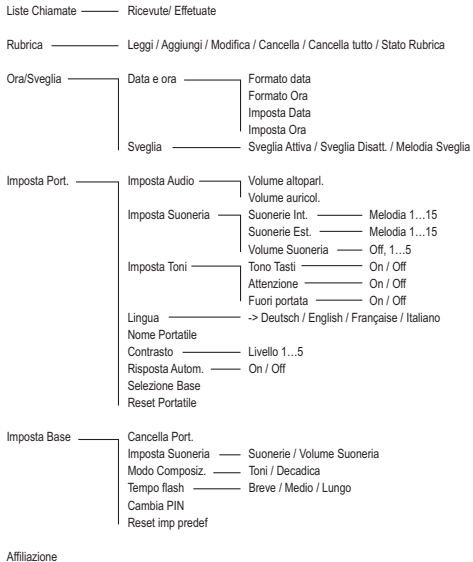 Liste Chiamate Ricevute/ Effetuate
Rubrica Leggi / Aggiungi / Modifica / Cancella / Cancella tutto / Stato Rubrica
Ora/Sveglia Data e ora Formato data
Formato Ora
Imposta Data
Imposta Ora
Sveglia Sveglia Attiva / Sveglia Disatt. / Melodia Sveglia
Imposta Port. Imposta Audio Volume altoparl.
Volume auricol.
Imposta Suoneria Suonerie Int. Melodia 1…15
Suonerie Est. Melodia 1…15
Volume Suoneria Off, 1…5
Imposta Toni Tono Tasti On / Off
Attenzione On / Off
Fuori portata On / Off
Lingua -> Deutsch / English / Française / Italiano
Nome Portatile
Contrasto Livello 1…5
Risposta Autom. On / Off
Selezione Base
Reset Portatile
Imposta Base Cancella Port.
Imposta Suoneria Suonerie / Volume Suoneria
Modo Composiz. Toni / Decadica
Tempo flash Breve / Medio / Lungo
Cambia PIN
Reset imp predef
Affiliazione